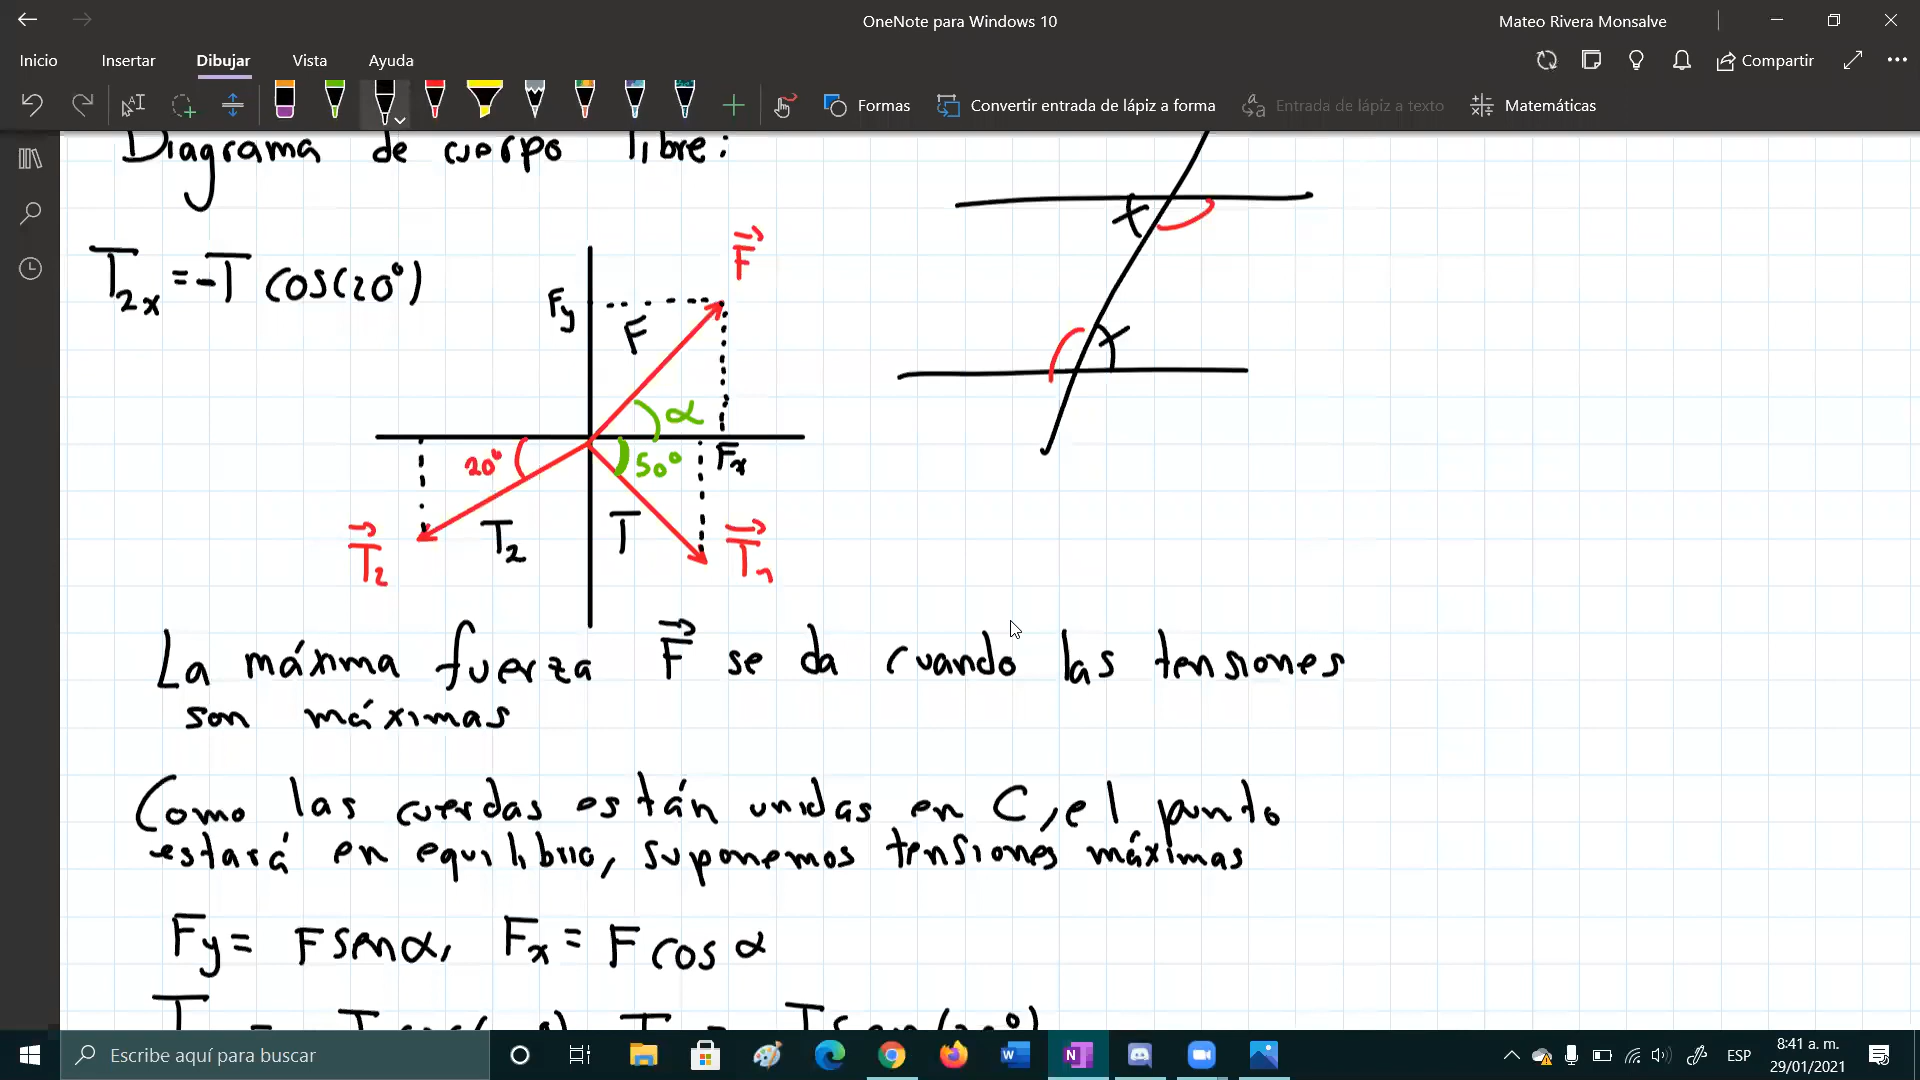 OneNote para Windows 10
Mateo Rivera Monsalve
Inicio
Insertar
Dibujar
Vista
Ayuda
Compartir
Formas
Convertir entrada de lápiz a forma
Entrada de lápiz a texto
Matemáticas
Diagrama de cuerpo libre:
T2x = -T cos(20°)
F
Fy
F
α
20°
50°
Fx
T2
T2
T
T1
x
x
La máxima fuerza F se da cuando las tensiones
son máximas
Como las cuerdas están unidas en C, el punto
estará en equilibrio, suponemos tensiones máximas
Fy = F sen α, Fx = F cos α
Escribe aquí para buscar
ESP
8:41 a. m.
29/01/2021